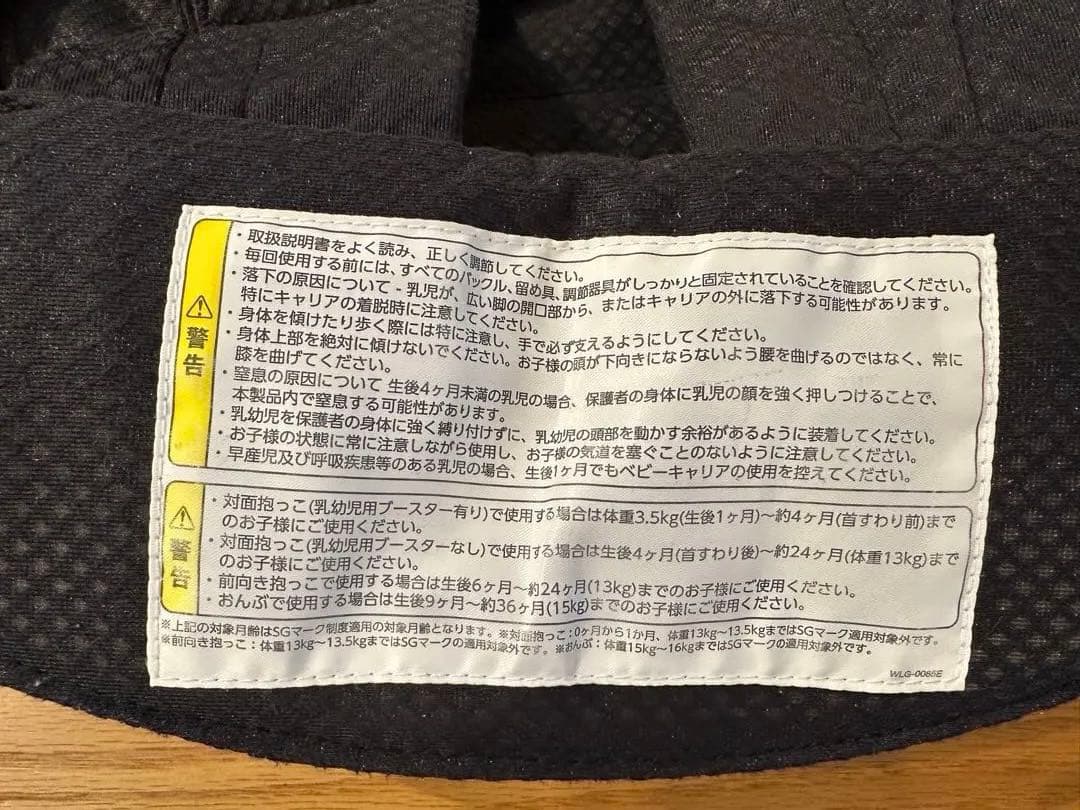 警告
・取扱説明書をよく読み、正しく調節してください。
・毎回使用する前には、すべてのバックル、留め具、調節器具がしっかりと固定されていることを確認してください。
・落下の原因について - 乳児が、広い脚の開口部から、またはキャリアの外に落下する可能性があります。
特にキャリアの着脱時に注意してください。
・身体を傾けたり歩く際には特に注意し、手で必ず支えるようにしてください。
・身体上部を絶対に傾けないでください。お子様の頭が下向きにならないよう腰を曲げるのではなく、常に
膝を曲げてください。
・窒息の原因について 生後4ヶ月未満の乳児の場合、保護者の身体に乳児の顔を強く押しつけることで、
本製品内で窒息する可能性があります。
・乳幼児を保護者の身体に強く縛り付けずに、乳幼児の頭部を動かす余裕があるように装着してください。
・お子様の状態に常に注意しながら使用し、お子様の気道を塞ぐことのないように注意してください。
・早産児及び呼吸疾患等のある乳児の場合、生後1ヶ月でもベビーキャリアの使用を控えてください。
警告
・対面抱っこ(乳幼児用ブースター有り)で使用する場合は体重3.5kg(生後1ヶ月)～約4ヶ月(首すわり前)まで
のお子様にご使用ください。
・対面抱っこ(乳幼児用ブースターなし)で使用する場合は生後4ヶ月(首すわり後)～約24ヶ月(体重13kg)まで
のお子様にご使用ください。
・前向き抱っこで使用する場合は生後6ヶ月～約24ヶ月(13kg)までのお子様にご使用ください。
・おんぶで使用する場合は生後9ヶ月～約36ヶ月(15kg)までのお子様にご使用ください。
※上記の対象月齢はSGマーク制度適用の対象月齢となります。※対面抱っこ:0ヶ月から1か月、体重13kg～13.5kgまではSGマーク適用対象外です。
※前向き抱っこ：体重13kg～13.5kgまではSGマークの適用対象外です。※おんぶ：体重15kg～16kgまではSGマークの適用対象外です。
WLG-0085E